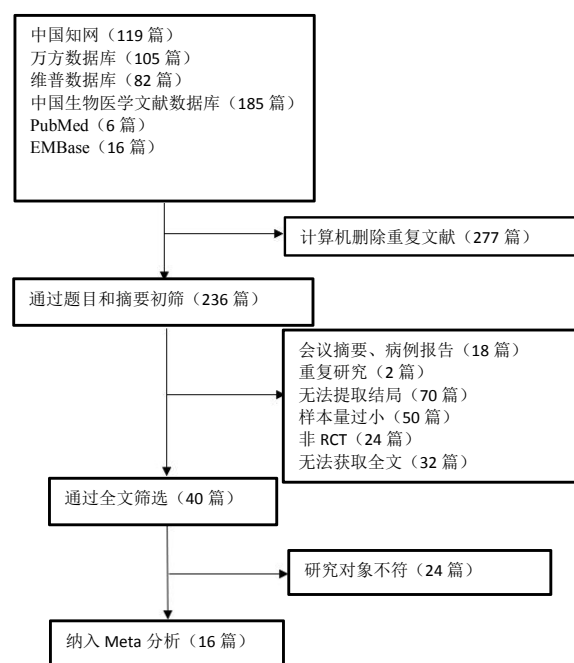 中国知网（119 篇）
万方数据库（105 篇）
维普数据库（82 篇）
中国生物医学文献数据库（185 篇）
PubMed（6 篇）
EMBase（16 篇）
计算机删除重复文献（277 篇）
通过题目和摘要初筛（236 篇）
会议摘要、病例报告（18 篇）
重复研究（2 篇）
无法提取结局（70 篇）
样本量过小（50 篇）
非 RCT（24 篇）
无法获取全文（32 篇）
通过全文筛选（40 篇）
研究对象不符（24 篇）
纳入 Meta 分析（16 篇）